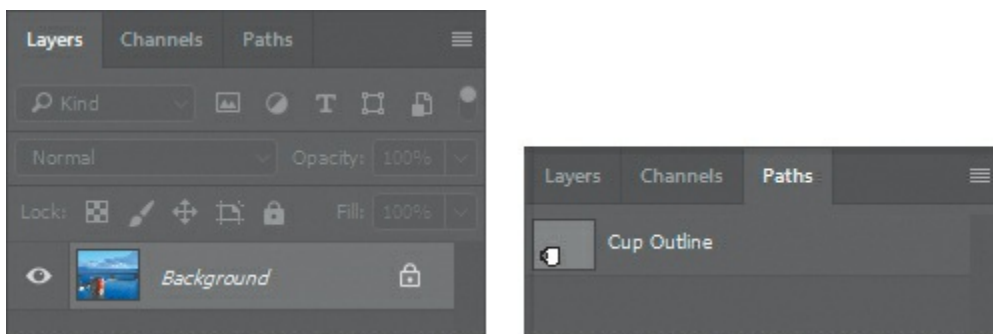 Layers Channels Paths
Kind
Normal Opacity: 100%
Lock: Fill: 100%
Background
Layers Channels Paths
Cup Outline